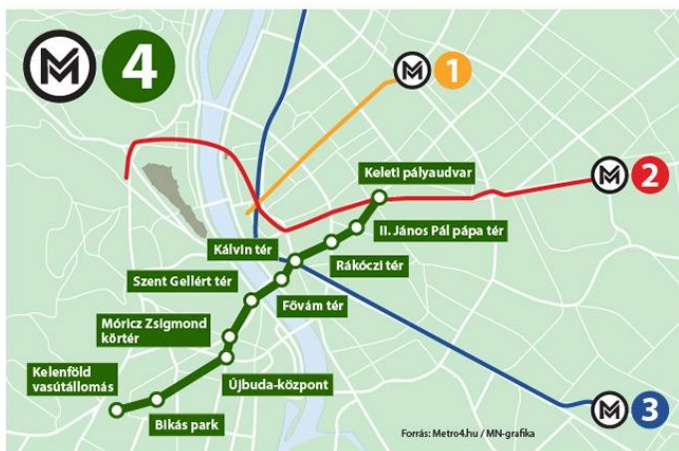 M 4
M 1
M 2
Keleti pályaudvar
II. János Pál pápa tér
Kálvin tér
Rákóczi tér
Szent Gellért tér
Fővám tér
Móricz Zsigmond
körtér
Újbuda-központ
Kelenföld
vasútállomás
Bikás park
M 3
Forrás: Metro4.hu / MN-grafika